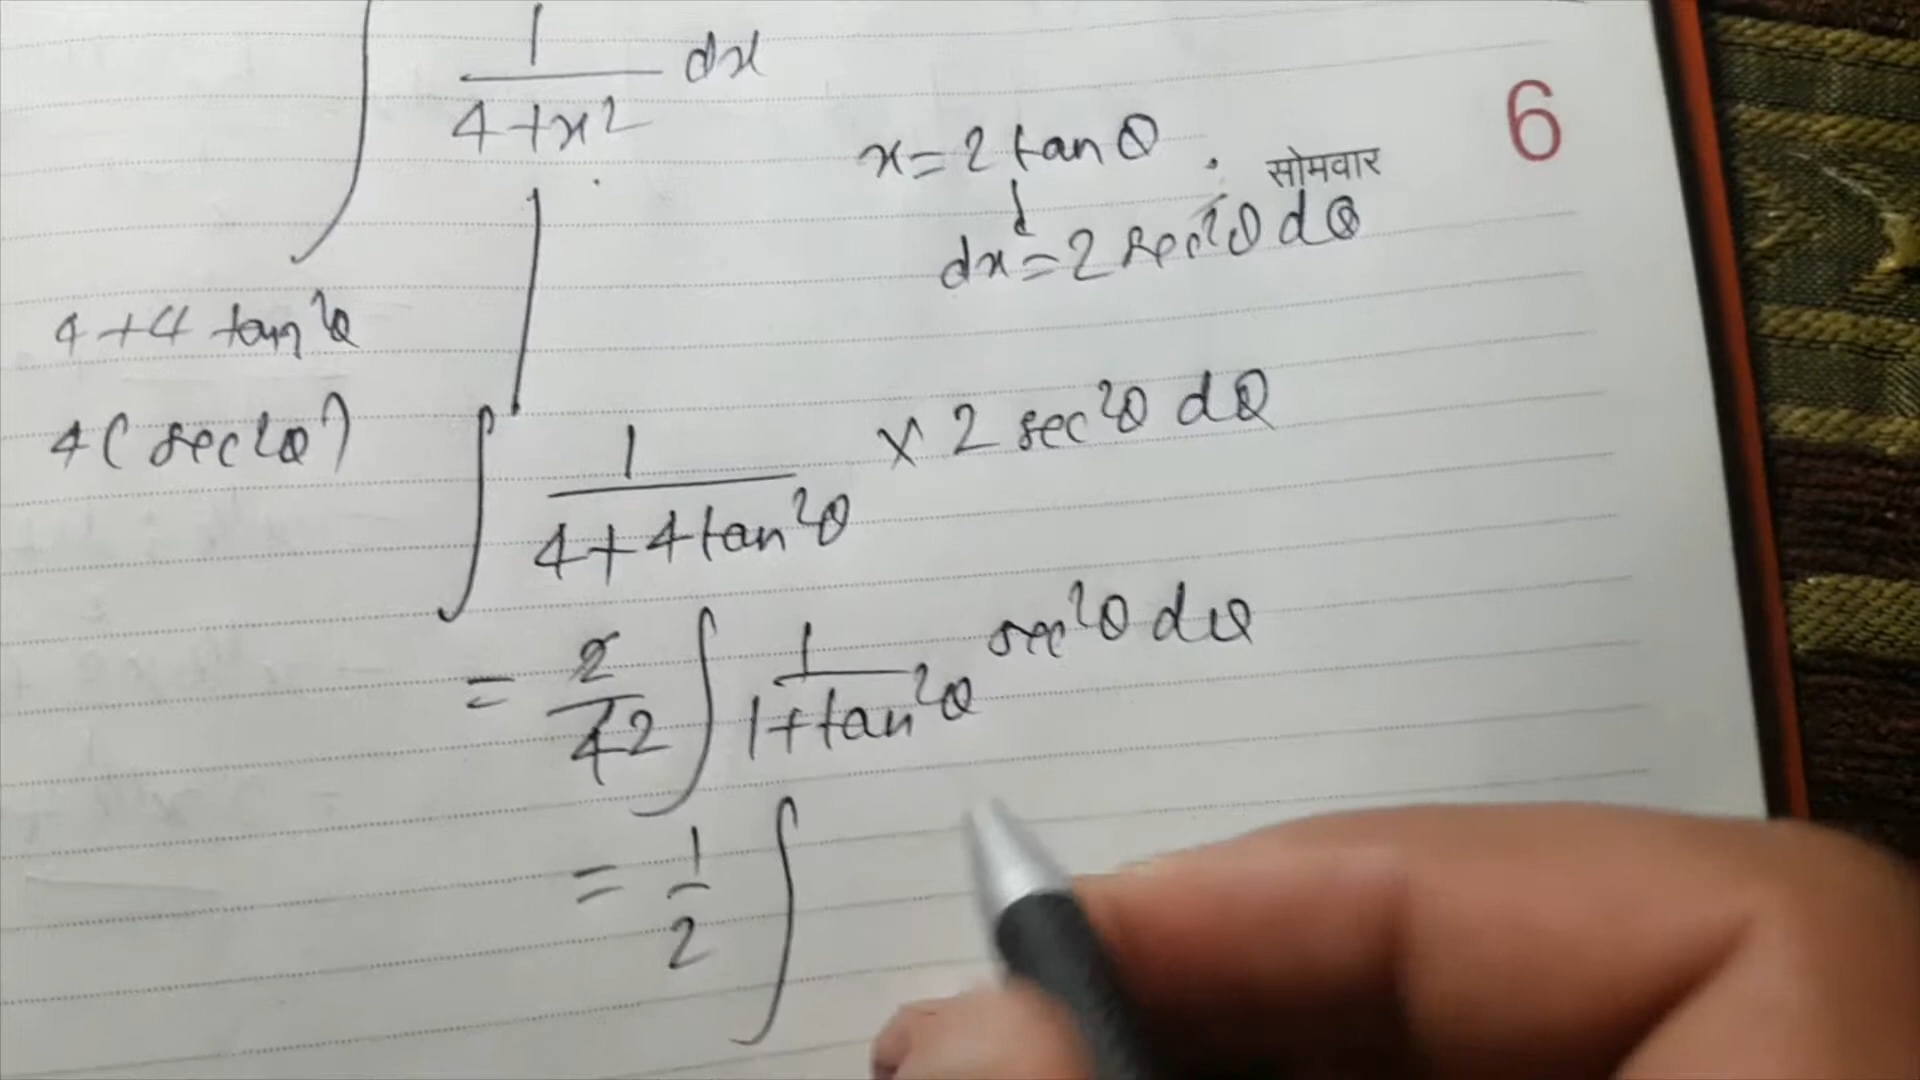 ∫ 1/(4+x²) dx
6
x = 2 tan θ
सोमवार
dx = 2 sec²θ dθ
4+4 tan²θ
4( sec²θ)
∫ 1/(4+4tan²θ) × 2 sec²θ dθ
= 2/4 2 ∫ 1/(1+tan²θ) sec²θ dθ
= 1/2 ∫